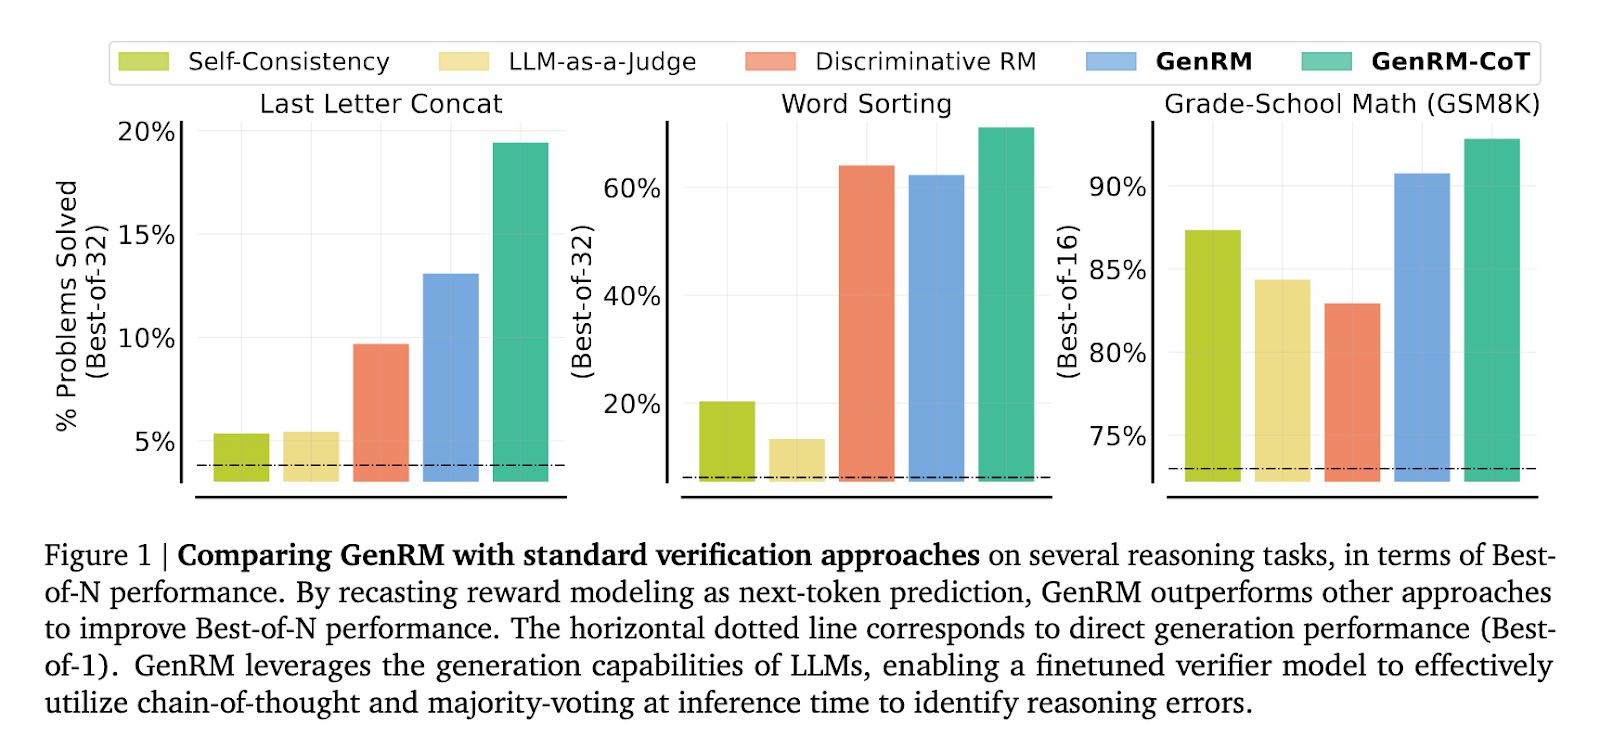 Self-Consistency LLM-as-a-Judge Discriminative RM GenRM GenRM-CoT
Last Letter Concat
% Problems Solved
(Best-of-32)
20%
15%
10%
5%
Word Sorting
(Best-of-32)
60%
40%
20%
Grade-School Math (GSM8K)
(Best-of-16)
90%
85%
80%
75%
Figure 1 | Comparing GenRM with standard verification approaches on several reasoning tasks, in terms of Best-
of-N performance. By recasting reward modeling as next-token prediction, GenRM outperforms other approaches
to improve Best-of-N performance. The horizontal dotted line corresponds to direct generation performance (Best-
of-1). GenRM leverages the generation capabilities of LLMs, enabling a finetuned verifier model to effectively
utilize chain-of-thought and majority-voting at inference time to identify reasoning errors.